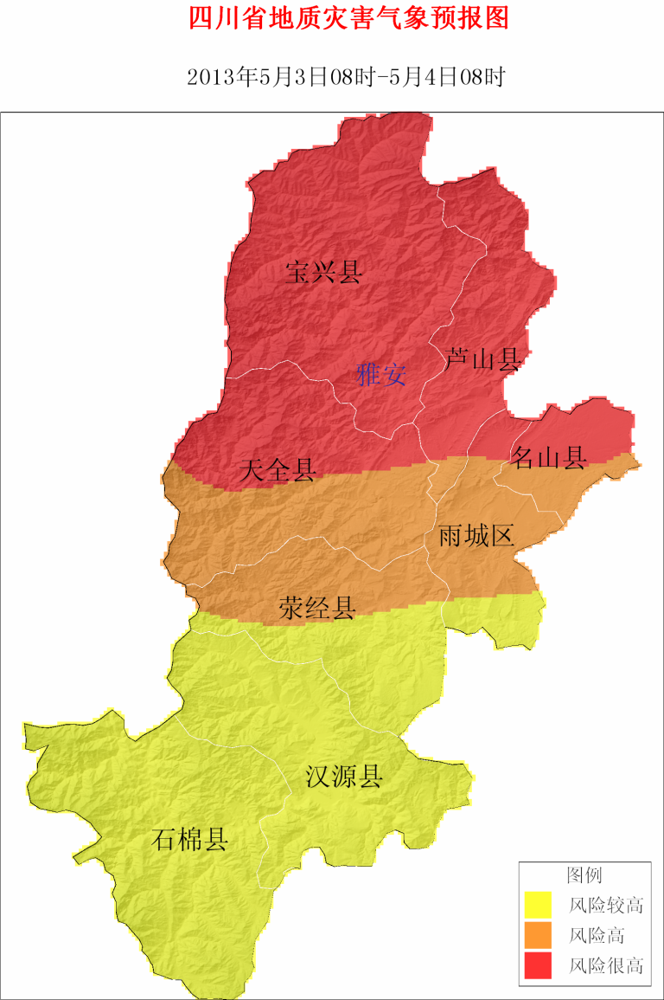 四川省地质灾害气象预报图
2013年5月3日08时-5月4日08时
宝兴县
芦山县
雅安
名山县
天全县
雨城区
荥经县
汉源县
石棉县
图例
风险较高
风险高
风险很高